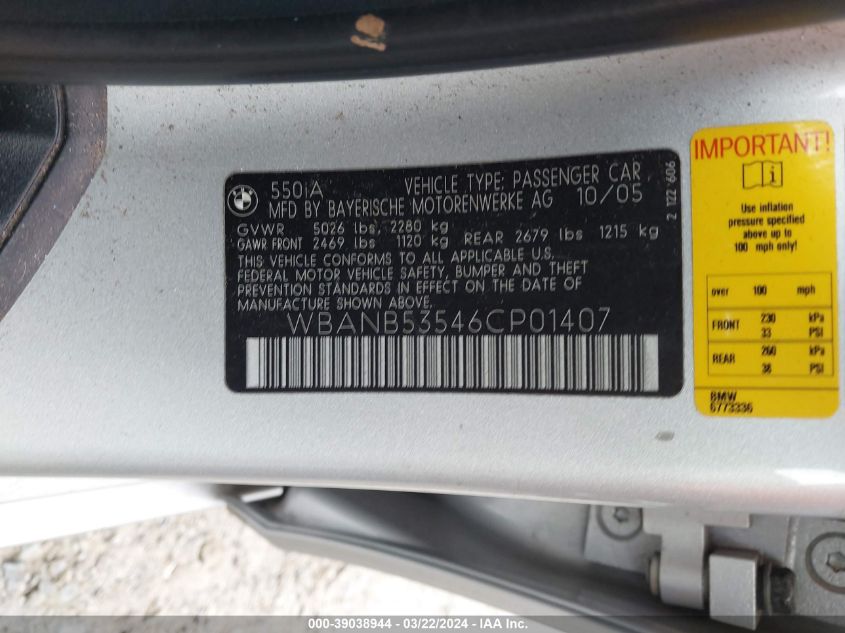 BMW
550iA VEHICLE TYPE: PASSENGER CAR
MFD BY BAYERISCHE MOTORENWERKE AG 10/05
GVWR 5026 lbs, 2280 kg
GAWR FRONT 2469 lbs 1120 kg REAR 2679 lbs 1215 kg
THIS VEHICLE CONFORMS TO ALL APPLICABLE U.S.
FEDERAL MOTOR VEHICLE SAFETY, BUMPER AND THEFT
PREVENTION STANDARDS IN EFFECT ON THE DATE OF
MANUFACTURE SHOWN ABOVE.
WBANB53546CP01407
2 122 606
IMPORTANT!
Use inflation
pressure specified
above up to
100 mph only!
over 100 mph
FRONT 230 kPa
33 PSI
REAR 260 kPa
38 PSI
BMW
6773336
000-39038944 - 03/22/2024 - IAA Inc.